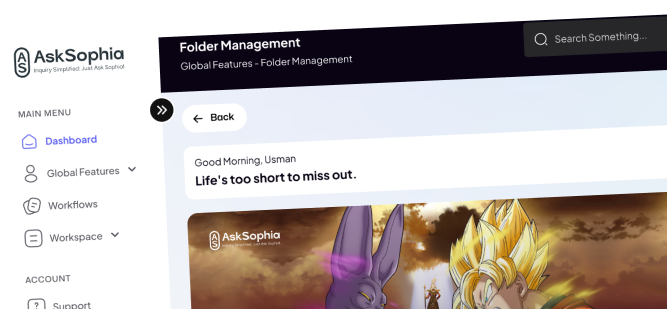 AskSophia
Inquiry Simplified: Just Ask Sophia!
MAIN MENU
Dashboard
Global Features
Workflows
Workspace
ACCOUNT
Support
Folder Management
Global Features - Folder Management
Search Something...
Back
Good Morning, Usman
Life's too short to miss out.
AskSophia
Inquiry Simplified: Just Ask Sophia!